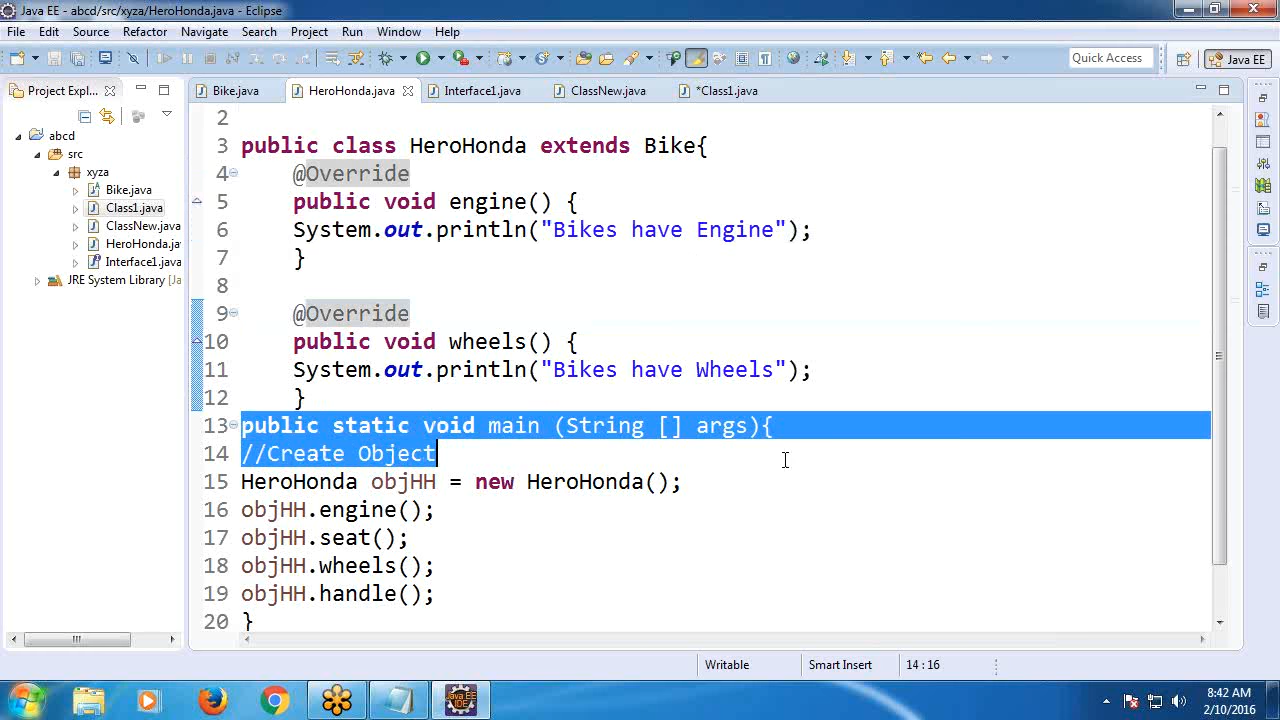 Java EE - abcd/src/xyza/HeroHonda.java - Eclipse
File Edit Source Refactor Navigate Search Project Run Window Help
Quick Access
Java EE
Project Expl...
Bike.java HeroHonda.java Interface1.java ClassNew.java *Class1.java
abcd
src
xyza
Bike.java
Class1.java
ClassNew.java
HeroHonda.ja
Interface1.java
JRE System Library [Ja
2
3 public class HeroHonda extends Bike{
4 @Override
5 public void engine() {
6 System.out.println("Bikes have Engine");
7 }
8
9 @Override
10 public void wheels() {
11 System.out.println("Bikes have Wheels");
12 }
13 public static void main (String [] args){
14 //Create Object
15 HeroHonda objHH = new HeroHonda();
16 objHH.engine();
17 objHH.seat();
18 objHH.wheels();
19 objHH.handle();
20 }
Writable Smart Insert 14 : 16
Java EE
IDE
8:42 AM
2/10/2016